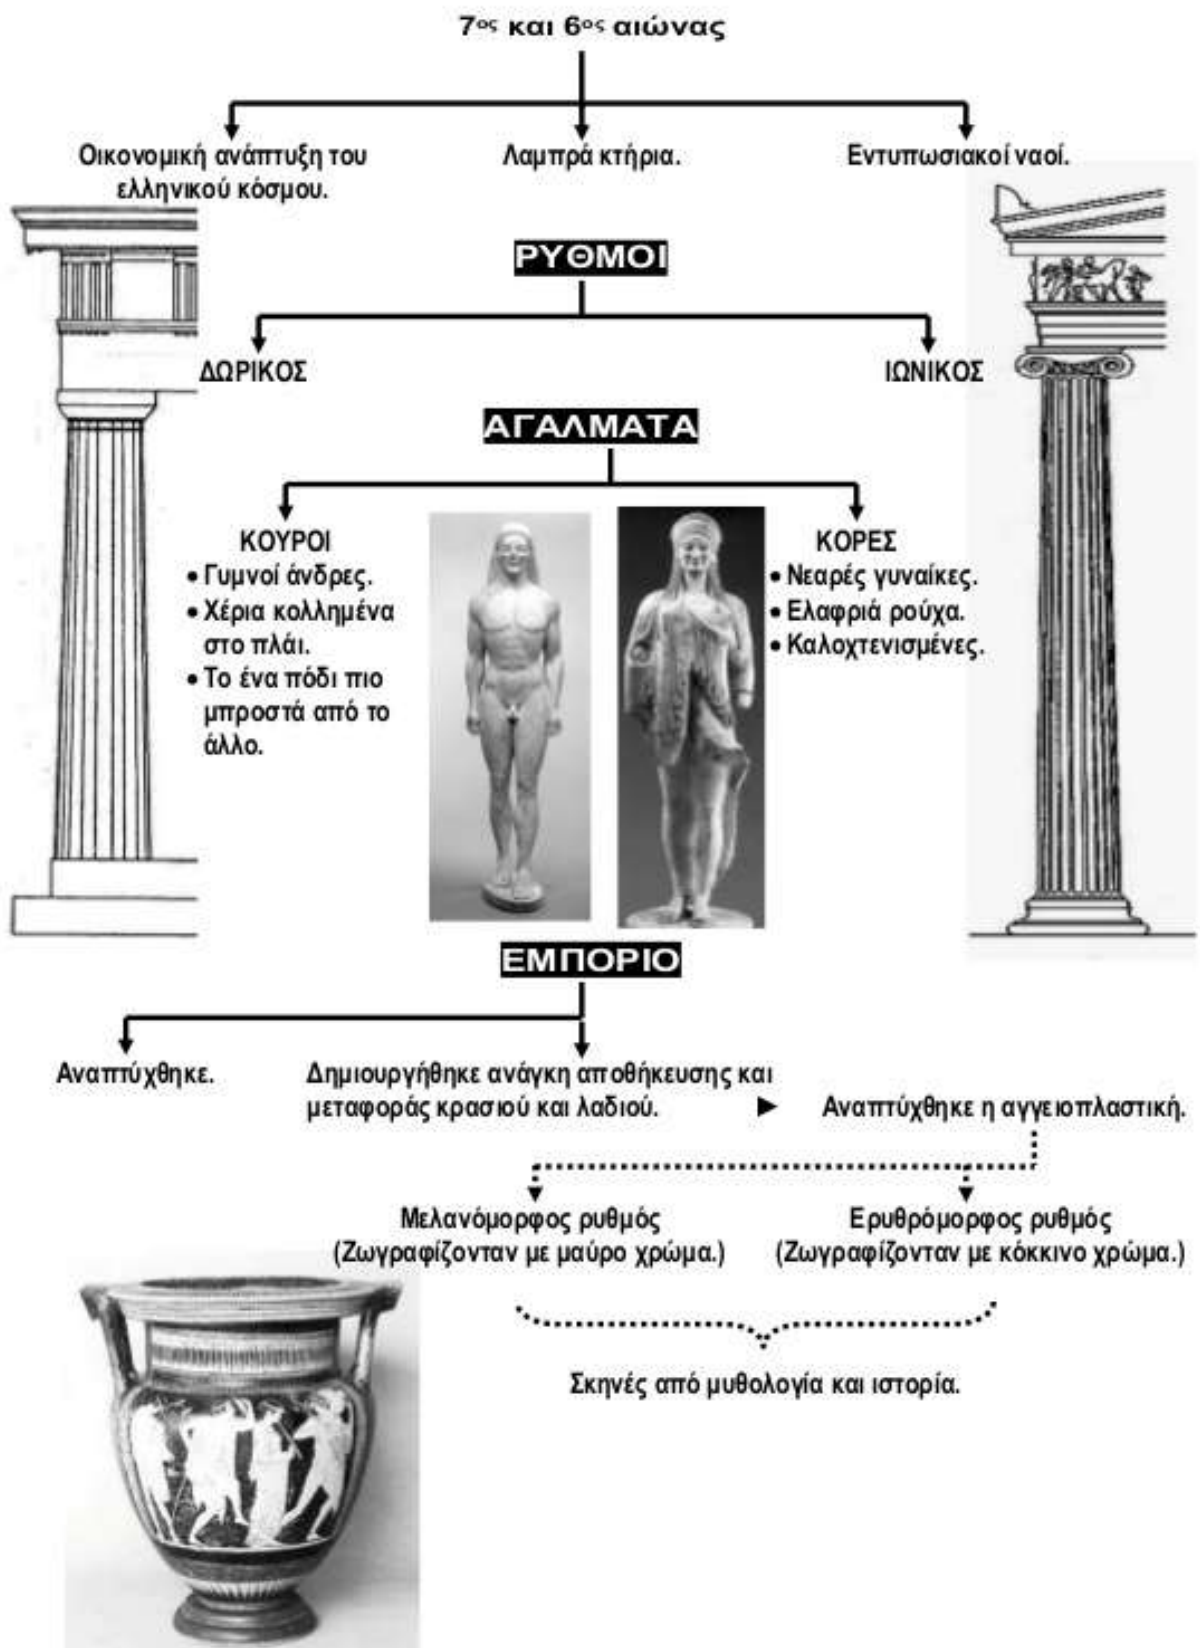 7ος και 6ος αιώνας
Οικονομική ανάπτυξη του
ελληνικού κόσμου.
Λαμπρά κτήρια.
Εντυπωσιακοί ναοί.
ΡΥΘΜΟΙ
ΔΩΡΙΚΟΣ
ΙΩΝΙΚΟΣ
ΑΓΑΛΜΑΤΑ
ΚΟΥΡΟΙ
• Γυμνοί άνδρες.
• Χέρια κολλημένα
στο πλάι.
• Το ένα πόδι πιο
μπροστά από το
άλλο.
ΚΟΡΕΣ
• Νεαρές γυναίκες.
• Ελαφριά ρούχα.
• Καλοχτενισμένες.
ΕΜΠΟΡΙΟ
Αναπτύχθηκε.
Δημιουργήθηκε ανάγκη αποθήκευσης και
μεταφοράς κρασιού και λαδιού.
Αναπτύχθηκε η αγγειοπλαστική.
Μελανόμορφος ρυθμός
(Ζωγραφίζονταν με μαύρο χρώμα.)
Ερυθρόμορφος ρυθμός
(Ζωγραφίζονταν με κόκκινο χρώμα.)
Σκηνές από μυθολογία και ιστορία.